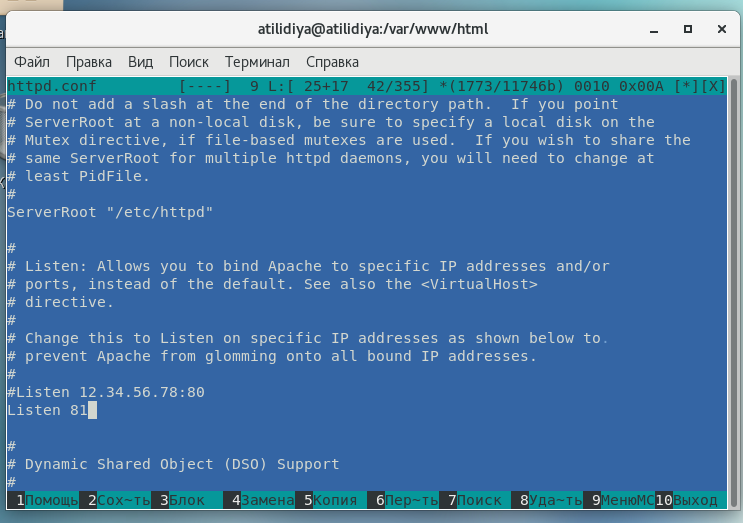 atilidiya@atilidiya:/var/www/html
Файл Правка Вид Поиск Терминал Справка
httpd.conf [----] 9 L:[ 25+17 42/355] *(1773/11746b) 0010 0x00A [*][X]
# Do not add a slash at the end of the directory path.  If you point
# ServerRoot at a non-local disk, be sure to specify a local disk on the
# Mutex directive, if file-based mutexes are used.  If you wish to share the
# same ServerRoot for multiple httpd daemons, you will need to change at
# least PidFile.
#
ServerRoot "/etc/httpd"
#
# Listen: Allows you to bind Apache to specific IP addresses and/or
# ports, instead of the default. See also the <VirtualHost>
# directive.
#
# Change this to Listen on specific IP addresses as shown below to.
# prevent Apache from glomming onto all bound IP addresses.
#
#Listen 12.34.56.78:80
Listen 81
#
# Dynamic Shared Object (DSO) Support
#
1Помощь 2Сох~ть 3Блок 4Замена 5Копия 6Пер~ть 7Поиск 8Уда~ть 9МенюMC 10Выход